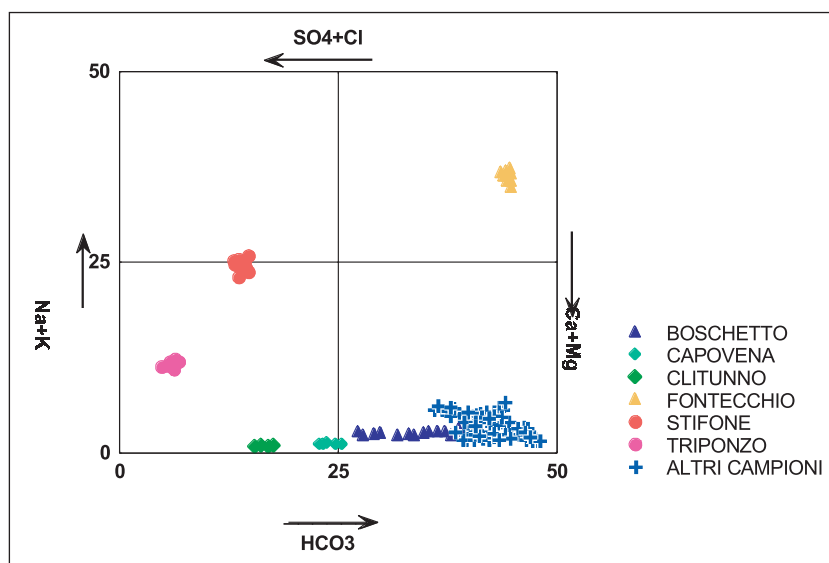 SO4+Cl
50
25
0
Na+K
Ca+Mg
0
25
50
HCO3
BOSCHETTO
CAPOVENA
CLITUNNO
FONTECCHIO
STIFONE
TRIPONZO
ALTRI CAMPIONI